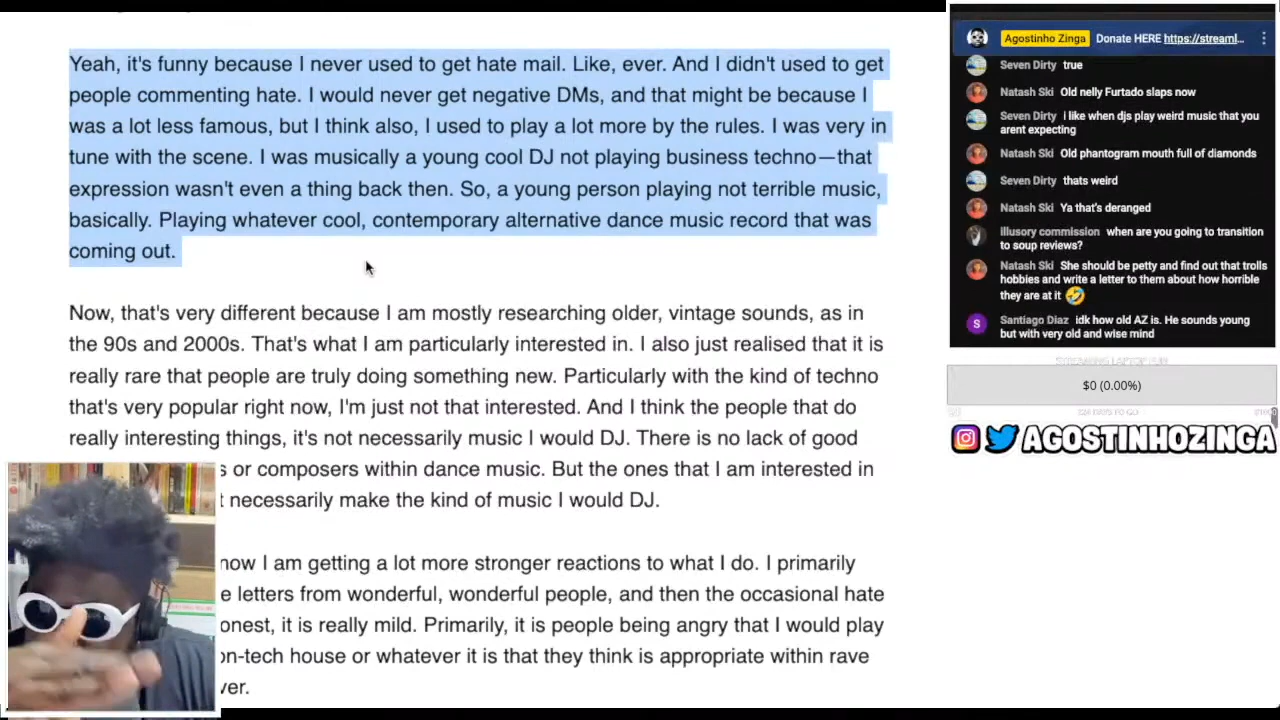 Yeah, it's funny because I never used to get hate mail. Like, ever. And I didn't used to get
people commenting hate. I would never get negative DMs, and that might be because I
was a lot less famous, but I think also, I used to play a lot more by the rules. I was very in
tune with the scene. I was musically a young cool DJ not playing business techno—that
expression wasn't even a thing back then. So, a young person playing not terrible music,
basically. Playing whatever cool, contemporary alternative dance music record that was
coming out.
Now, that's very different because I am mostly researching older, vintage sounds, as in
the 90s and 2000s. That's what I am particularly interested in. I also just realised that it is
really rare that people are truly doing something new. Particularly with the kind of techno
that's very popular right now, I'm just not that interested. And I think the people that do
really interesting things, it's not necessarily music I would DJ. There is no lack of good
s or composers within dance music. But the ones that I am interested in
t necessarily make the kind of music I would DJ.
now I am getting a lot more stronger reactions to what I do. I primarily
e letters from wonderful, wonderful people, and then the occasional hate
onest, it is really mild. Primarily, it is people being angry that I would play
on-tech house or whatever it is that they think is appropriate within rave
ver.
Agostinho Zinga Donate HERE https://streaml...
Seven Dirty true
Natash Ski Old nelly Furtado slaps now
Seven Dirty i like when djs play weird music that you
arent expecting
Natash Ski Old phantogram mouth full of diamonds
Seven Dirty thats weird
Natash Ski Ya that's deranged
illusory commission when are you going to transition
to soup reviews?
Natash Ski She should be petty and find out that trolls
hobbies and write a letter to them about how horrible
they are at it 🤣
S Santiago Diaz idk how old AZ is. He sounds young
but with very old and wise mind
$0 (0.00%)
AGOSTINHOZINGA